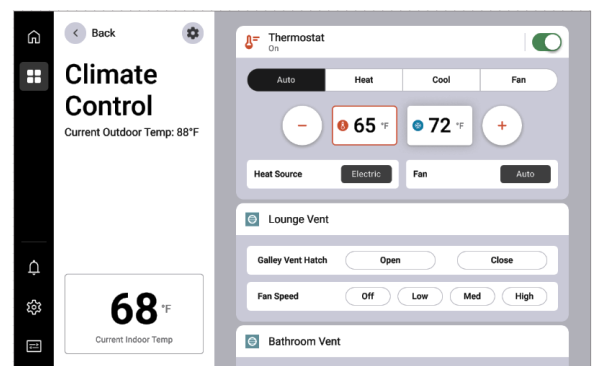 Back
Climate
Control
Current Outdoor Temp: 88°F
68 °F
Current Indoor Temp
Thermostat
On
Auto Heat Cool Fan
− 65 °F 72 °F +
Heat Source Electric Fan Auto
Lounge Vent
Galley Vent Hatch Open Close
Fan Speed Off Low Med High
Bathroom Vent